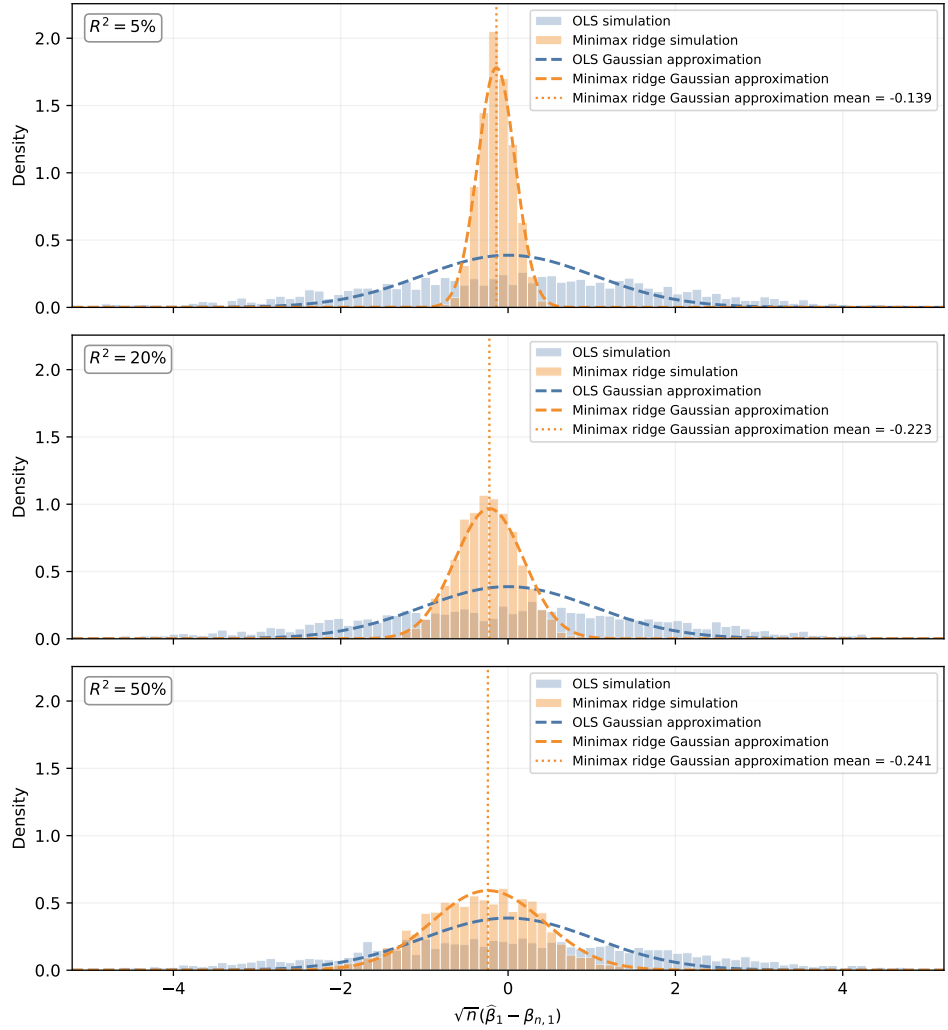 R² = 5%
OLS simulation
Minimax ridge simulation
OLS Gaussian approximation
Minimax ridge Gaussian approximation
Minimax ridge Gaussian approximation mean = -0.139
2.0
1.5
1.0
0.5
0.0
Density
R² = 20%
OLS simulation
Minimax ridge simulation
OLS Gaussian approximation
Minimax ridge Gaussian approximation
Minimax ridge Gaussian approximation mean = -0.223
2.0
1.5
1.0
0.5
0.0
Density
R² = 50%
OLS simulation
Minimax ridge simulation
OLS Gaussian approximation
Minimax ridge Gaussian approximation
Minimax ridge Gaussian approximation mean = -0.241
2.0
1.5
1.0
0.5
0.0
Density
−4 −2 0 2 4
√n(β̂₁ − βₙ,₁)